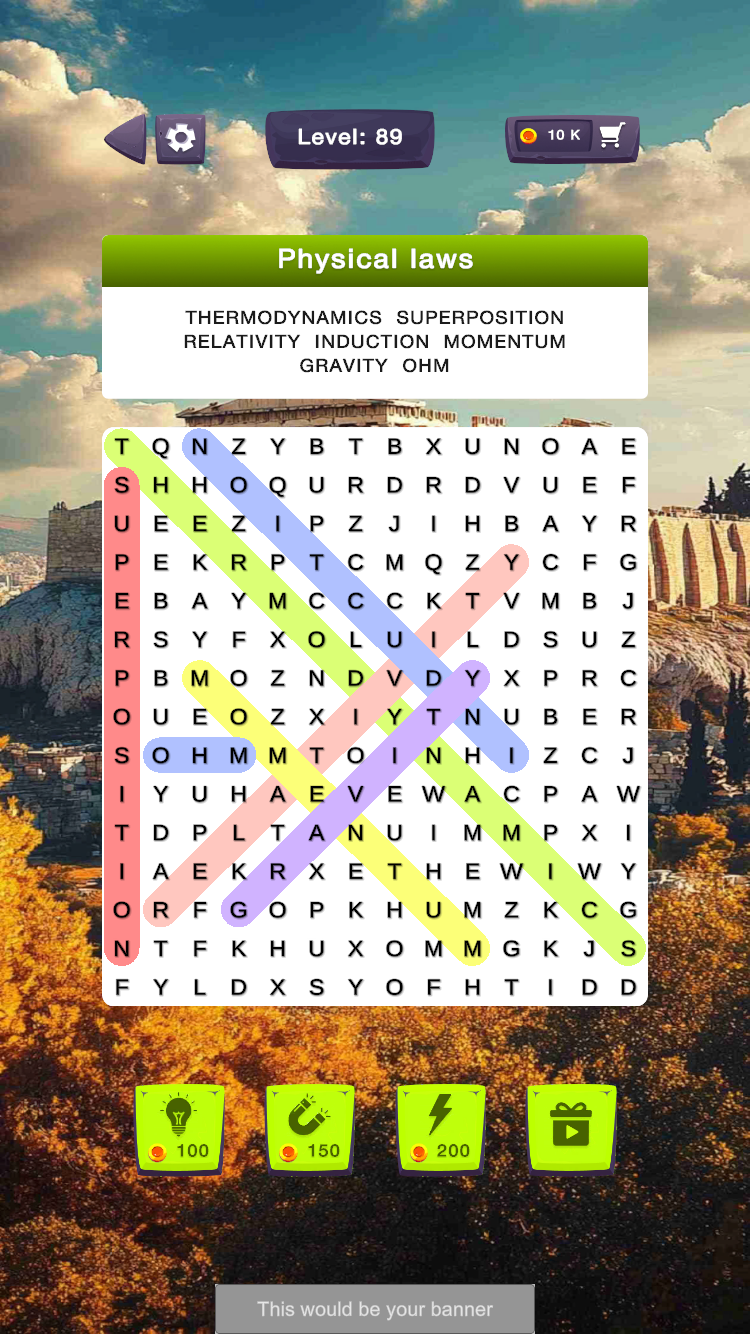 Level: 89
10 K
Physical laws
THERMODYNAMICS SUPERPOSITION
RELATIVITY INDUCTION MOMENTUM
GRAVITY OHM
T Q N Z Y B T B X U N O A E
S H H O Q U R D R D V U E F
U E E Z I P Z J I H B A Y R
P E K R P T C M Q Z Y C F G
E B A Y M C C C K T V M B J
R S Y F X O L U I L D S U Z
P B M O Z N D V D Y X P R C
O U E O Z X I Y T N U B E R
S O H M M T O I N H I Z C J
I Y U H A E V E W A C P A W
T D P L T A N U I M M P X I
I A E K R X E T H E W I W Y
O R F G O P K H U M Z K C G
N T F K H U X O M M G K J S
F Y L D X S Y O F H T I D D
100 150 200
This would be your banner